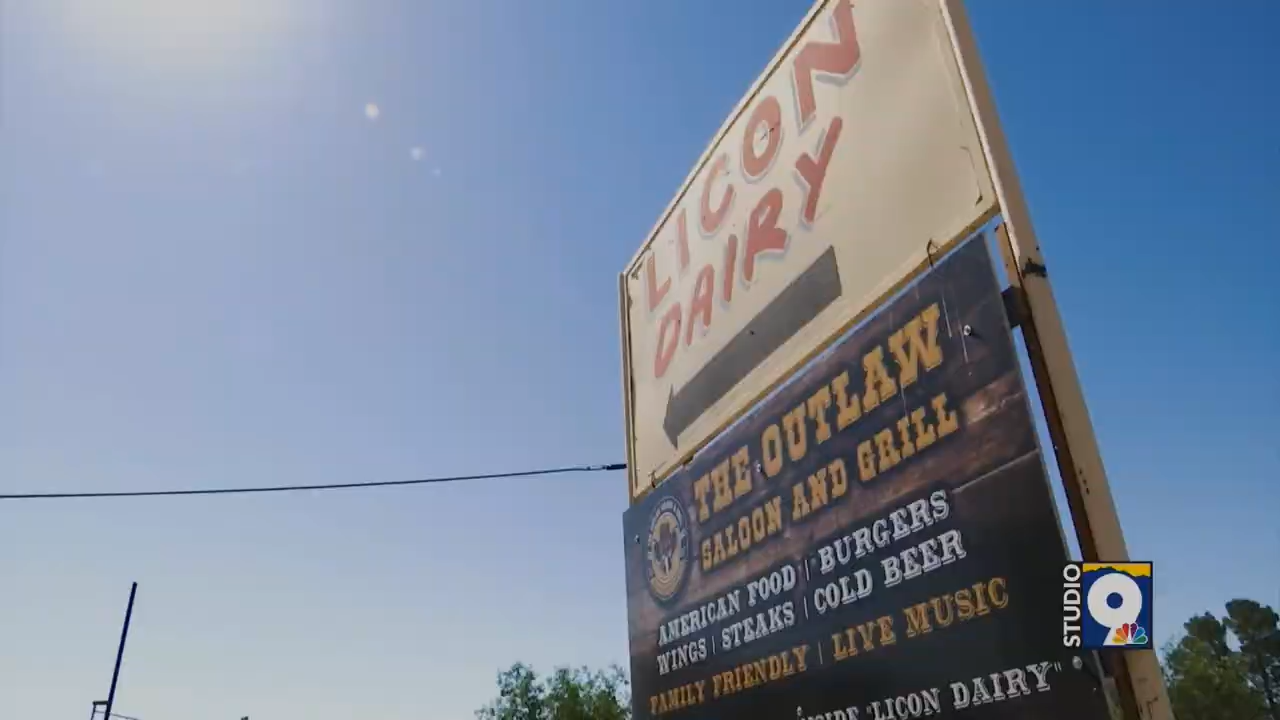 LICON
DAIRY
THE OUTLAW
SALOON AND GRILL
AMERICAN FOOD | BURGERS
WINGS | STEAKS | COLD BEER
FAMILY FRIENDLY | LIVE MUSIC
"LICON DAIRY"
STUDIO
9